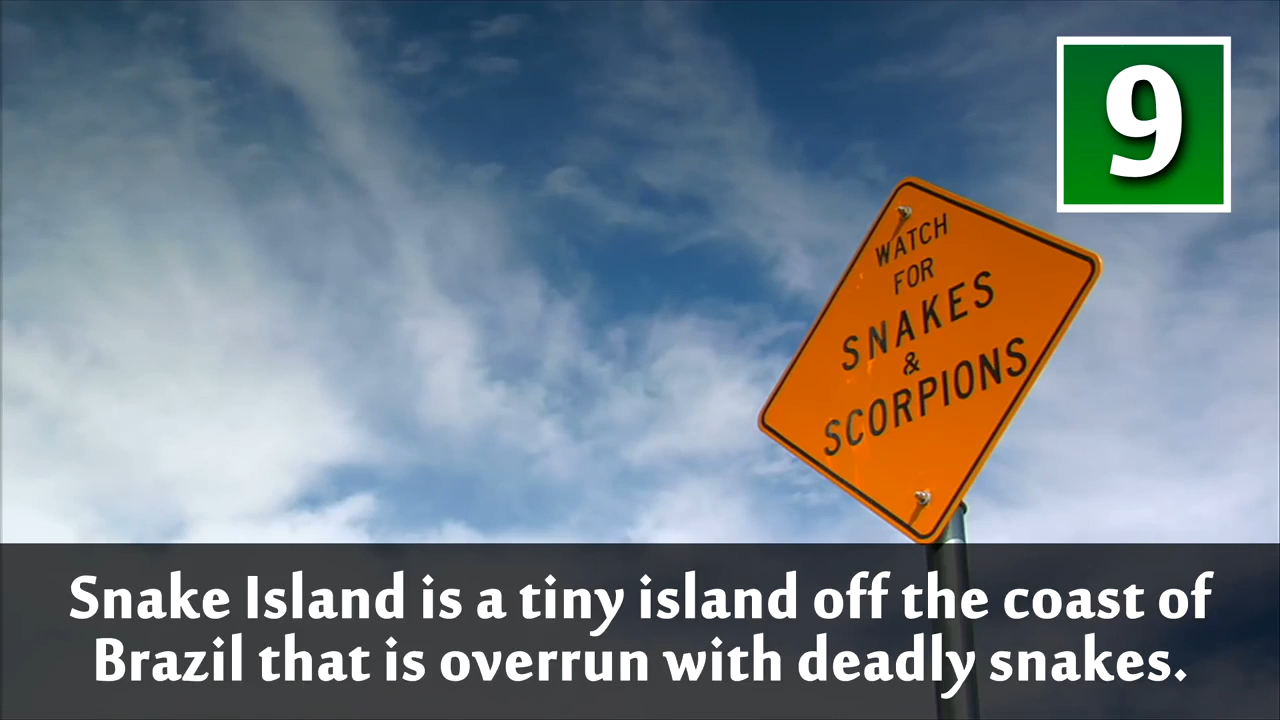 9
WATCH
FOR
SNAKES
&
SCORPIONS
Snake Island is a tiny island off the coast of
Brazil that is overrun with deadly snakes.